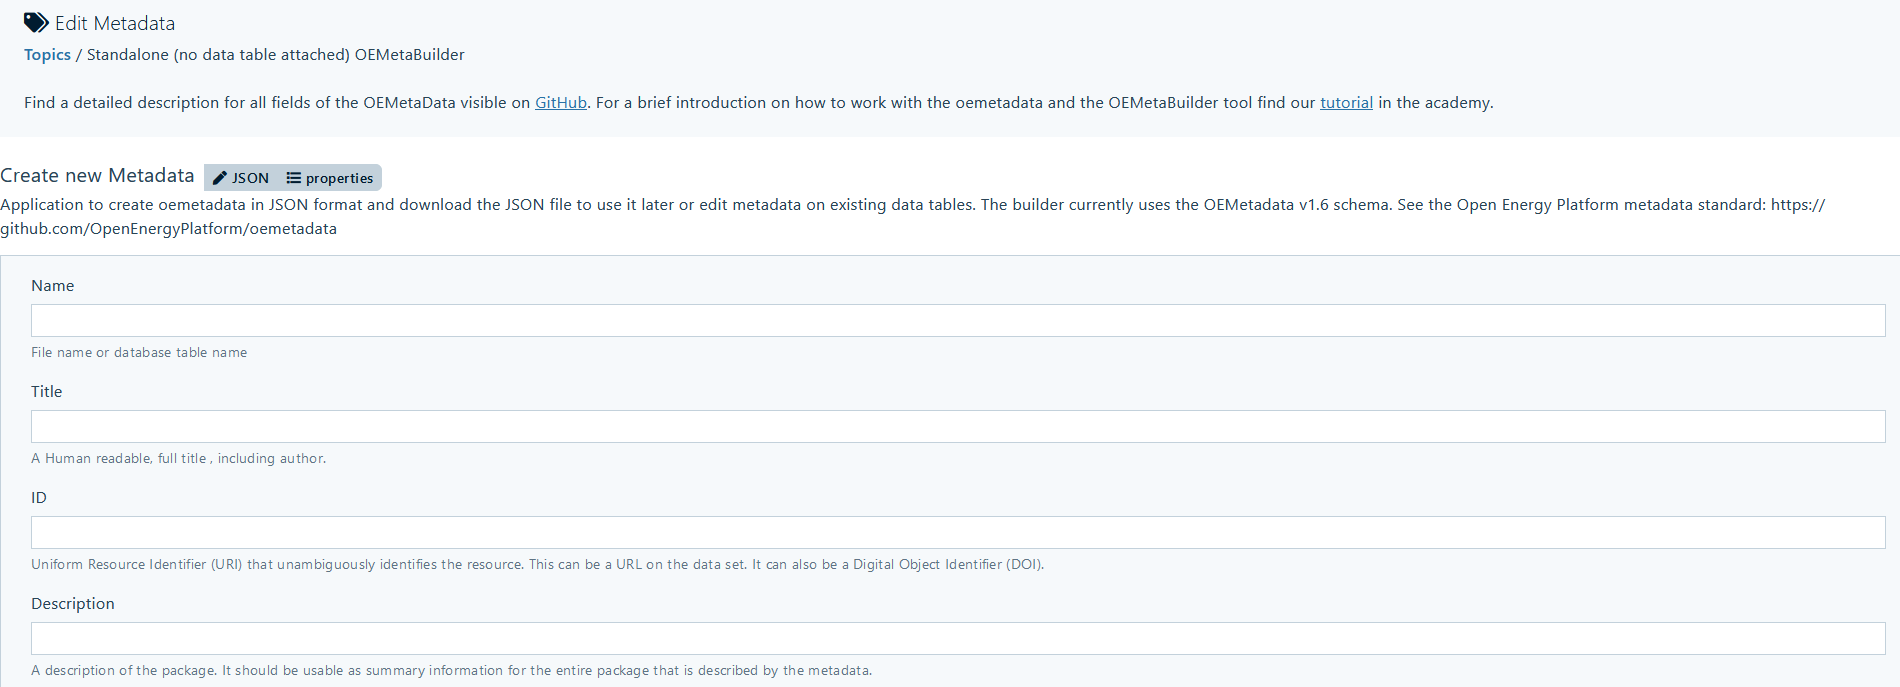 Edit Metadata
Topics / Standalone (no data table attached) OEMetaBuilder
Find a detailed description for all fields of the OEMetaData visible on GitHub. For a brief introduction on how to work with the oemetadata and the OEMetaBuilder tool find our tutorial in the academy.
Create new Metadata JSON properties
Application to create oemetadata in JSON format and download the JSON file to use it later or edit metadata on existing data tables. The builder currently uses the OEMetadata v1.6 schema. See the Open Energy Platform metadata standard: https://
github.com/OpenEnergyPlatform/oemetadata
Name
File name or database table name
Title
A Human readable, full title , including author.
ID
Uniform Resource Identifier (URI) that unambiguously identifies the resource. This can be a URL on the data set. It can also be a Digital Object Identifier (DOI).
Description
A description of the package. It should be usable as summary information for the entire package that is described by the metadata.